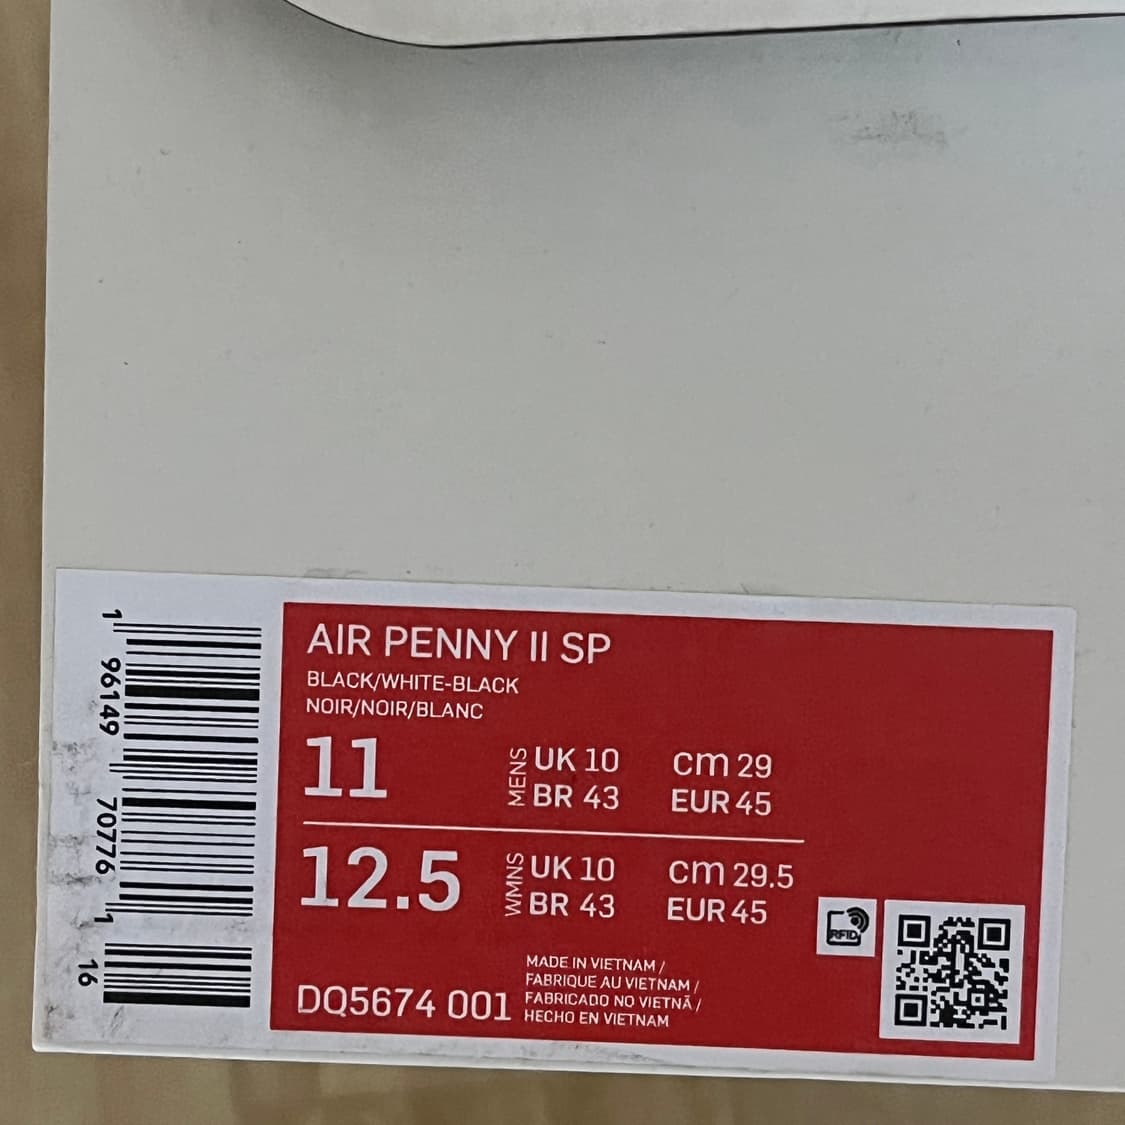 1 96149 70776 1 16
AIR PENNY II SP
BLACK/WHITE-BLACK
NOIR/NOIR/BLANC
11 MENS UK 10 cm 29
BR 43 EUR 45
12.5 WMNS UK 10 cm 29.5
BR 43 EUR 45
RFID
MADE IN VIETNAM /
FABRIQUE AU VIETNAM /
DQ5674 001 FABRICADO NO VIETNÃ /
HECHO EN VIETNAM